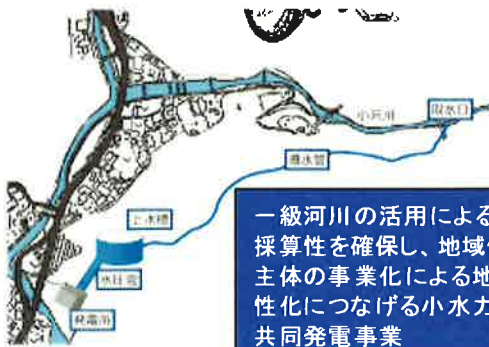 取水口
導水管
上水槽
水圧管
発電所
一級河川の活用による
採算性を確保し、地域
主体の事業化による地
性化につなげる小水力
共同発電事業